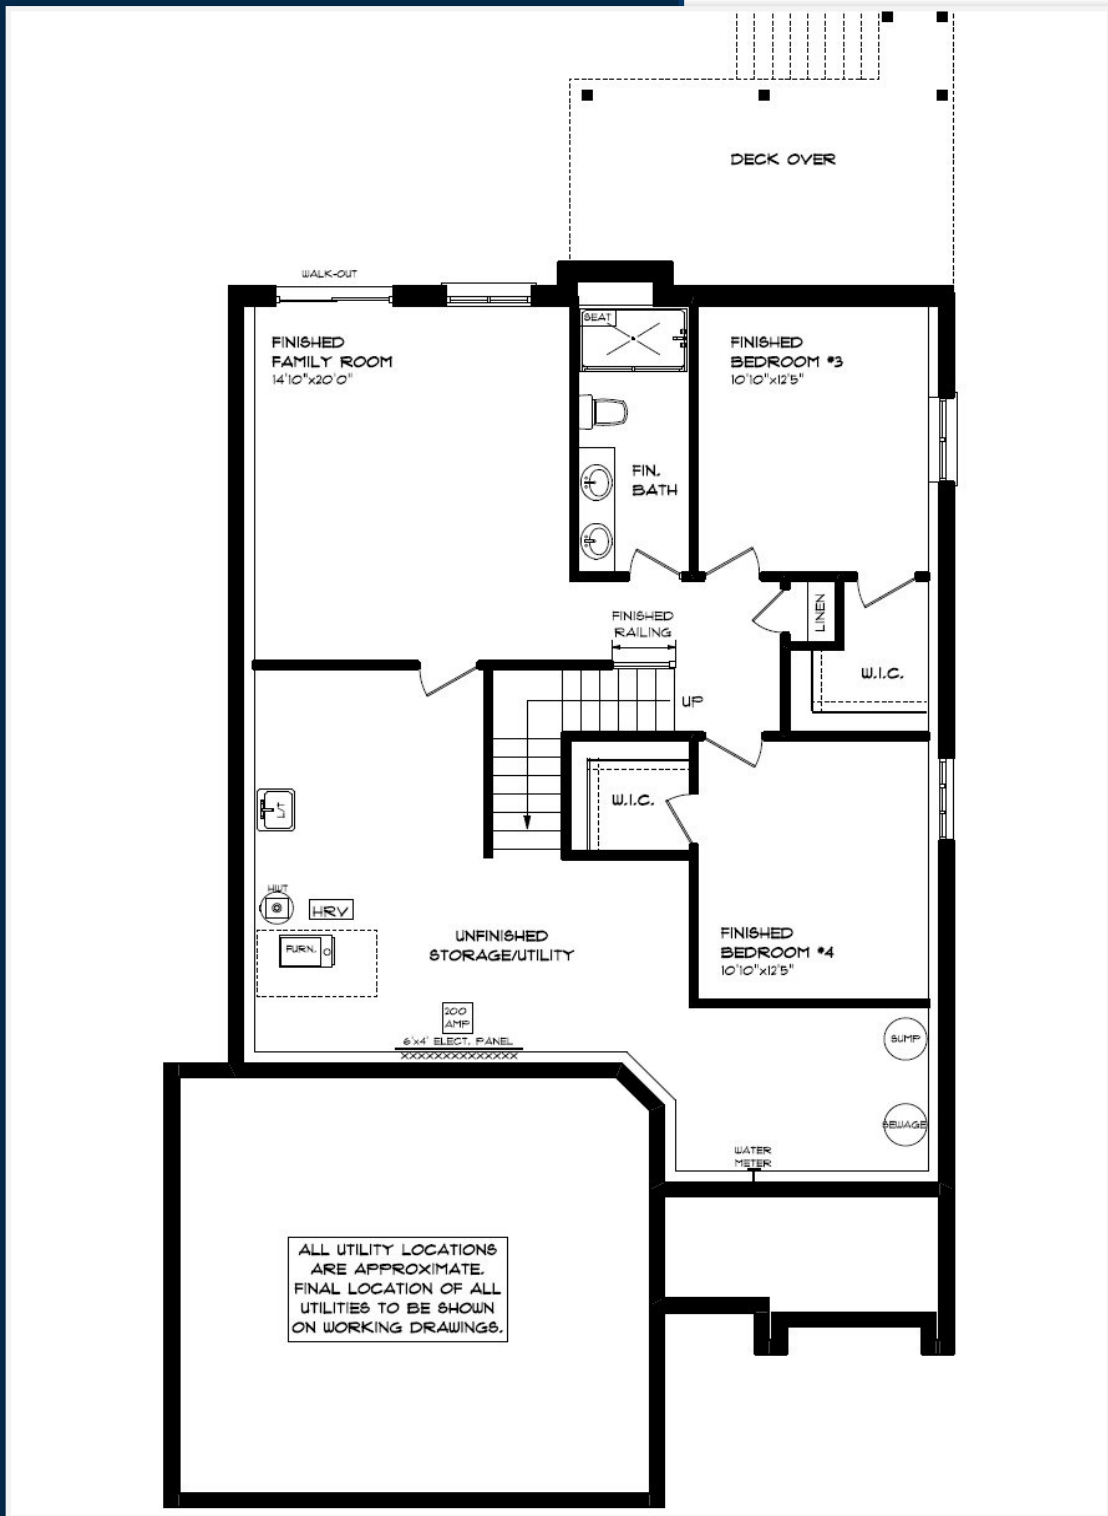 DECK OVER
WALK-OUT
FINISHED
FAMILY ROOM
14'10"x20'0"
SEAT
FINISHED
BEDROOM #3
10'10"x12'5"
FIN.
BATH
FINISHED
RAILING
LINEN
W.I.C.
UP
W.I.C.
L/T
HWT
HRV
FURN.
UNFINISHED
STORAGE/UTILITY
FINISHED
BEDROOM #4
10'10"x12'5"
200
AMP
6'x4' ELECT. PANEL
SUMP
SEWAGE
WATER
METER
ALL UTILITY LOCATIONS
ARE APPROXIMATE.
FINAL LOCATION OF ALL
UTILITIES TO BE SHOWN
ON WORKING DRAWINGS.